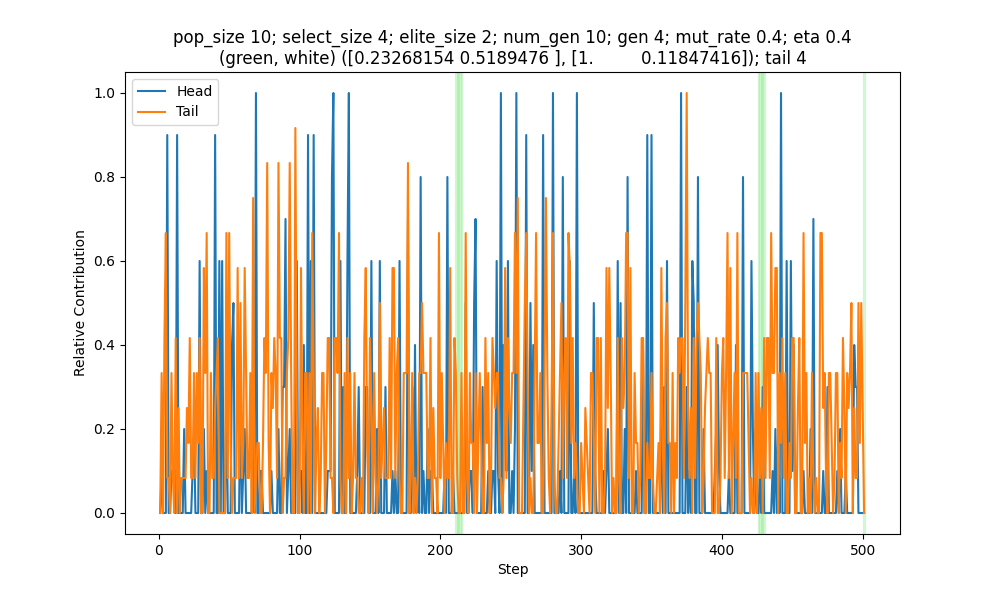 pop_size 10; select_size 4; elite_size 2; num_gen 10; gen 4; mut_rate 0.4; eta 0.4
(green, white) ([0.23268154 0.5189476 ], [1.         0.11847416]); tail 4
Head
Tail
1.0
0.8
0.6
0.4
0.2
0.0
Relative Contribution
0 100 200 300 400 500
Step